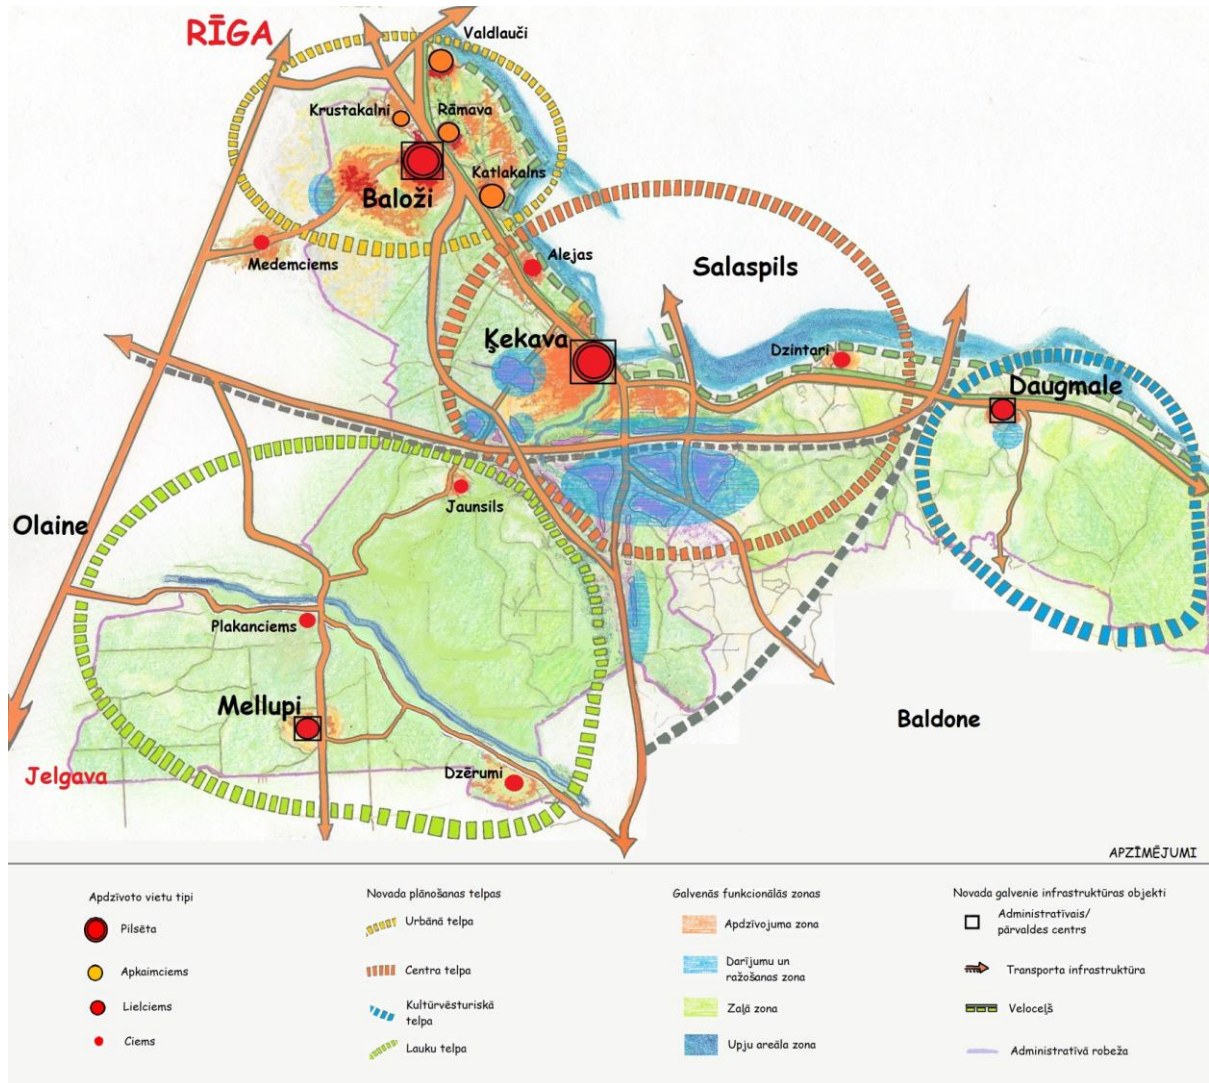 RĪGA
Valdlauči
Krustakalni
Rāmava
Katlakalns
Baloži
Medemciems
Alejas
Salaspils
Ķekava
Dzintari
Daugmale
Jaunsils
Olaine
Plakanciems
Mellupi
Baldone
Jelgava
Dzērumi
APZĪMĒJUMI
Apdzīvoto vietu tipi
Pilsēta
Apkaimciems
Lielciems
Ciems
Novada plānošanas telpas
Urbānā telpa
Centra telpa
Kultūrvēsturiskā
telpa
Lauku telpa
Galvenās funkcionālās zonas
Apdzīvojuma zona
Darījumu un
ražošanas zona
Zaļā zona
Upju areāla zona
Novada galvenie infrastruktūras objekti
Administratīvais/
pārvaldes centrs
Transporta infrastruktūra
Veloceļš
Administratīvā robeža